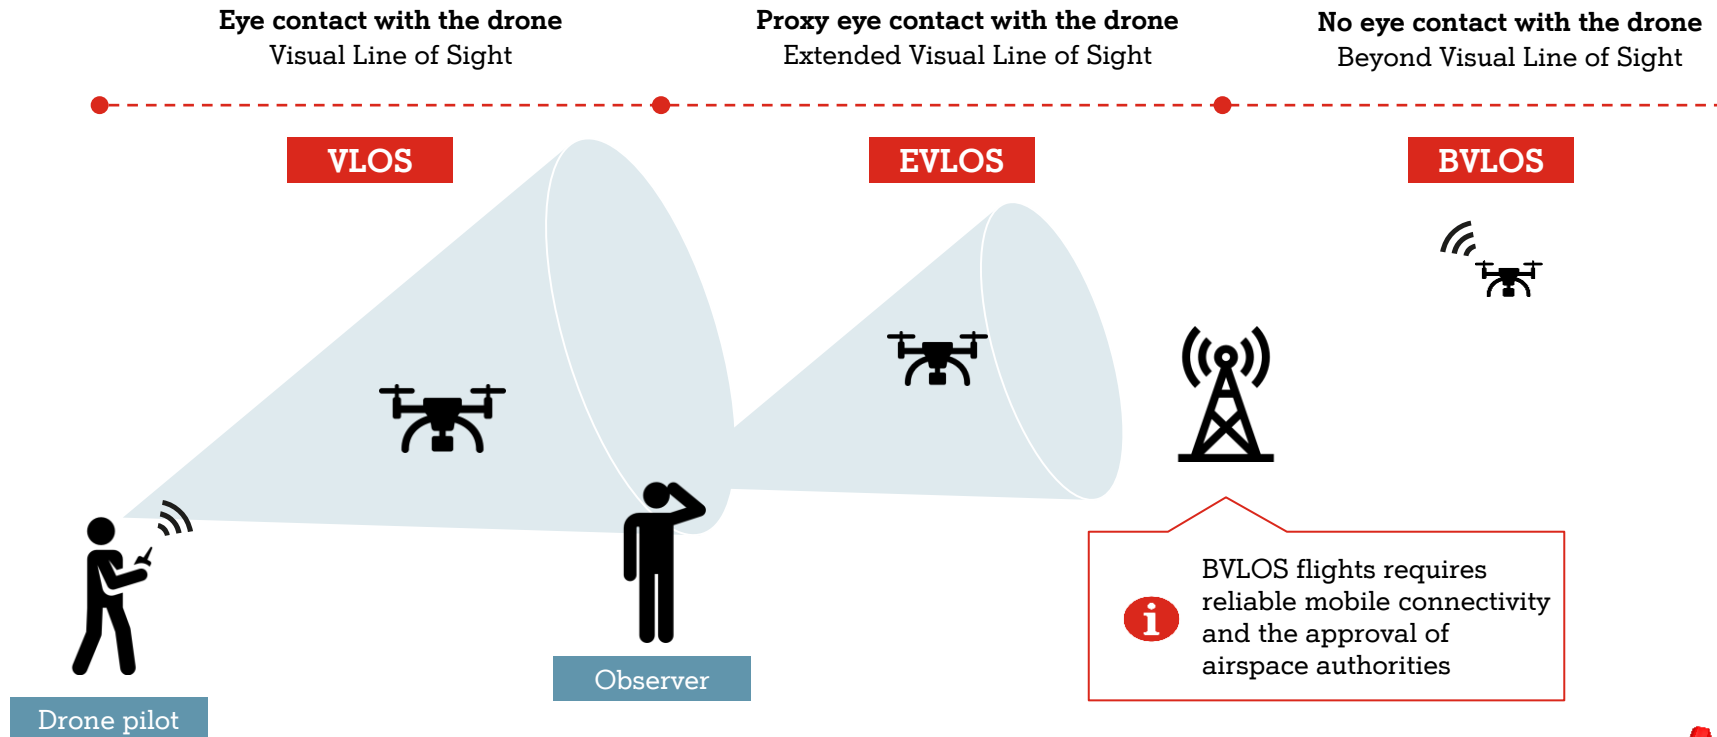 Eye contact with the drone
Visual Line of Sight
Proxy eye contact with the drone
Extended Visual Line of Sight
No eye contact with the drone
Beyond Visual Line of Sight
VLOS
EVLOS
BVLOS
BVLOS flights requires
reliable mobile connectivity
and the approval of
airspace authorities
i
Observer
Drone pilot